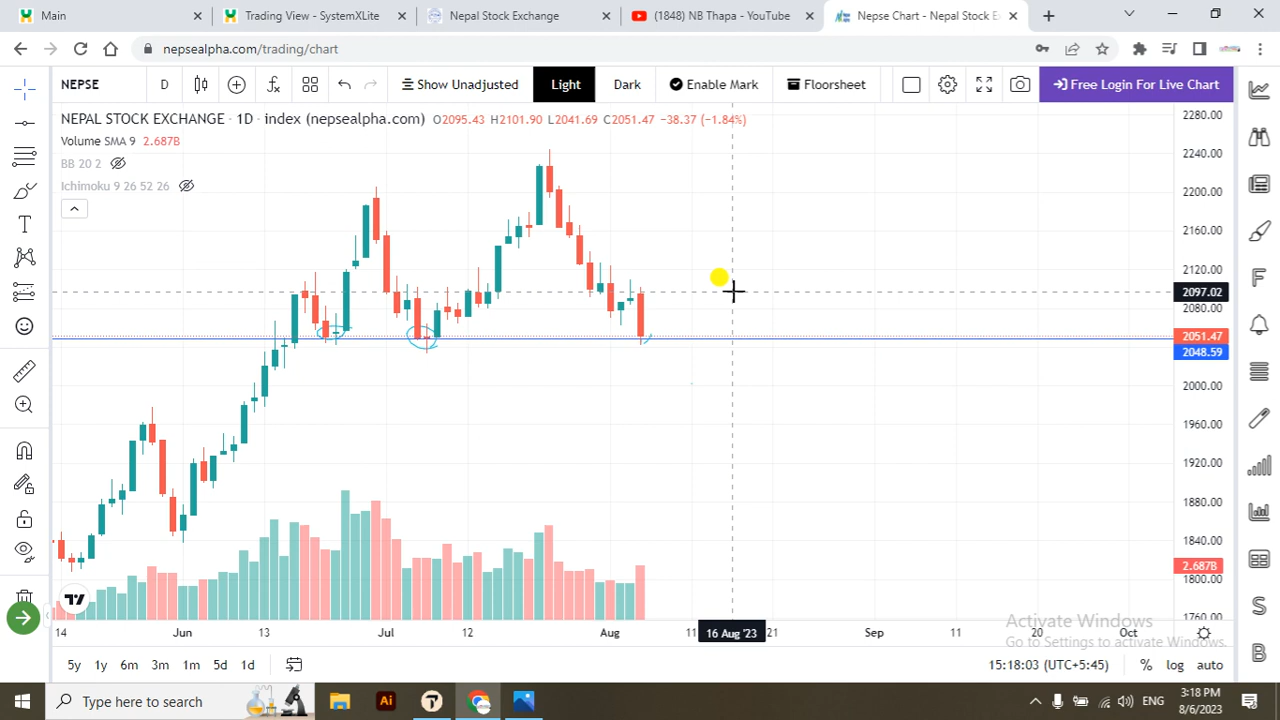 Main
Trading View - SystemXLite
Nepal Stock Exchange
(1848) NB Thapa - YouTube
Nepse Chart - Nepal Stock E
nepsealpha.com/trading/chart
NEPSE
D
Show Unadjusted
Light
Dark
Enable Mark
Floorsheet
Free Login For Live Chart
NEPAL STOCK EXCHANGE · 1D · index (nepsealpha.com) O2095.43 H2101.90 L2041.69 C2051.47 −38.37 (−1.84%)
Volume SMA 9 2.687B
BB 20 2
Ichimoku 9 26 52 26
2280.00
2240.00
2200.00
2160.00
2120.00
2097.02
2080.00
2051.47
2048.59
2000.00
1960.00
1920.00
1880.00
1840.00
2.687B
1800.00
1760.00
Activate Windows
Go to Settings to activate Windows.
14 Jun 13 Jul 12 Aug 11 16 Aug '23 21 Sep 11 20 Oct
5y 1y 6m 3m 1m 5d 1d
15:18:03 (UTC+5:45)
% log auto
Type here to search
Ai
ENG
3:18 PM
8/6/2023